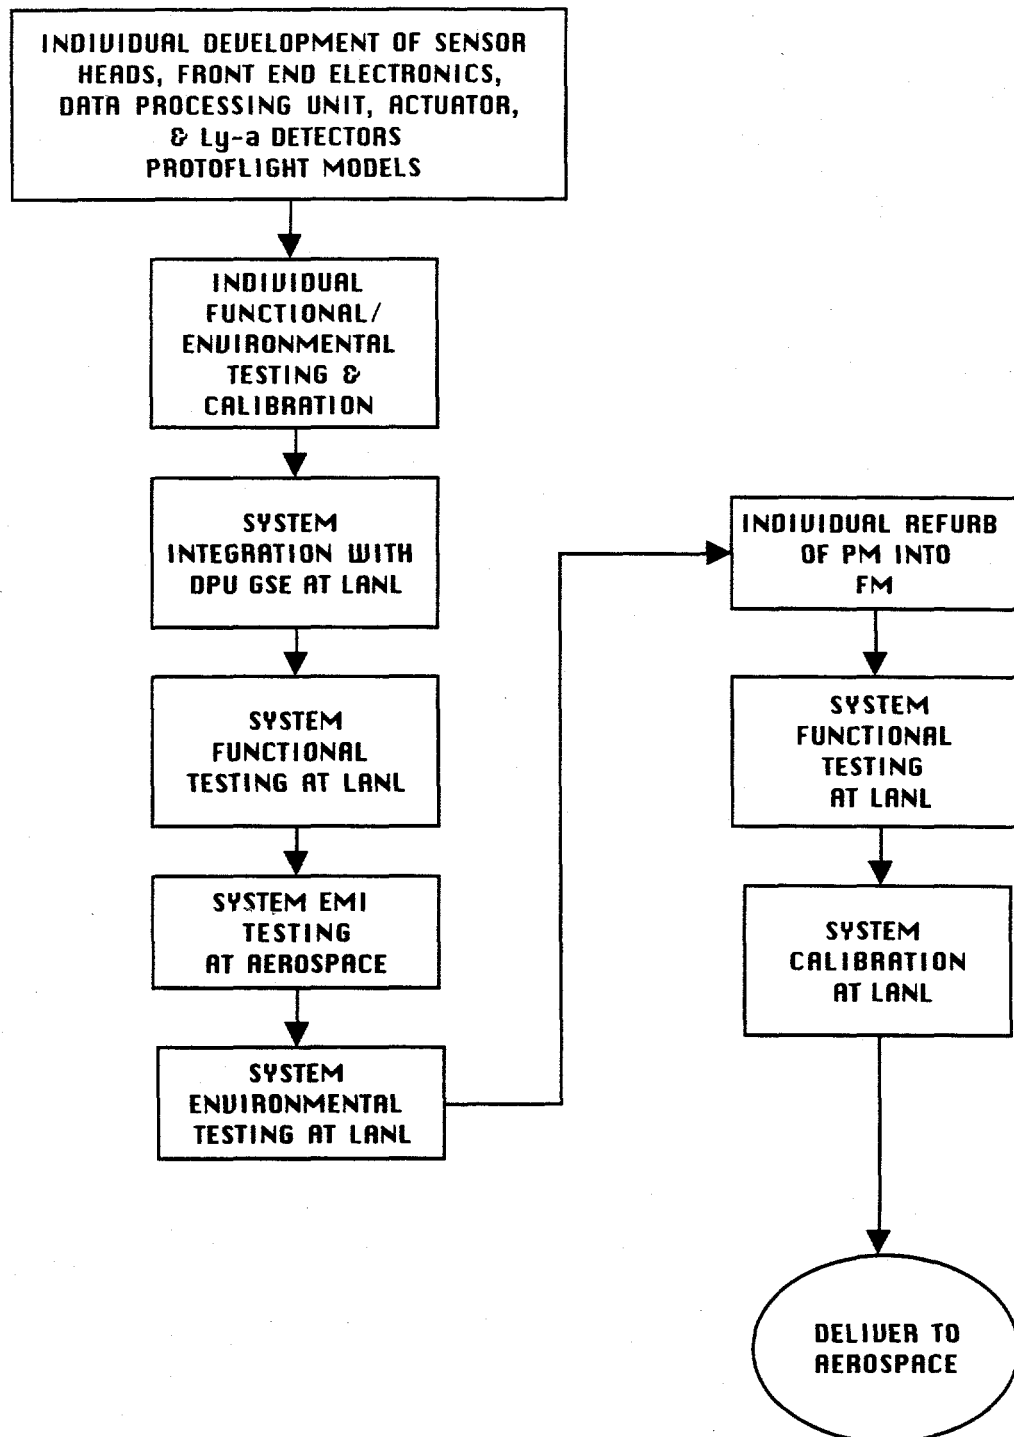 INDIVIDUAL DEVELOPMENT OF SENSOR
HEADS, FRONT END ELECTRONICS,
DATA PROCESSING UNIT, ACTUATOR,
& Ly-a DETECTORS
PROTOFLIGHT MODELS
INDIVIDUAL
FUNCTIONAL/
ENVIRONMENTAL
TESTING &
CALIBRATION
SYSTEM
INTEGRATION WITH
DPU GSE AT LANL
SYSTEM
FUNCTIONAL
TESTING AT LANL
SYSTEM EMI
TESTING
AT AEROSPACE
SYSTEM
ENVIRONMENTAL
TESTING AT LANL
INDIVIDUAL REFURB
OF PM INTO
FM
SYSTEM
FUNCTIONAL
TESTING
AT LANL
SYSTEM
CALIBRATION
AT LANL
DELIVER TO
AEROSPACE